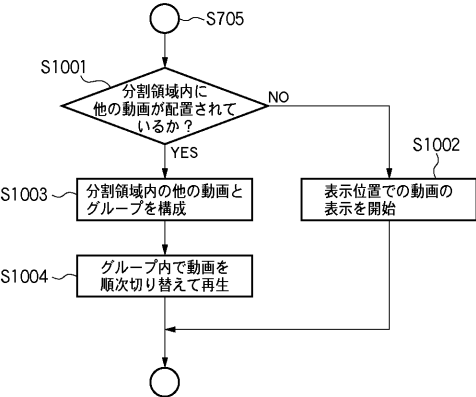 S705
S1001
分割領域内に
他の動画が配置されて
いるか？
NO
YES
S1002
S1003
分割領域内の他の動画と
グループを構成
表示位置での動画の
表示を開始
S1004
グループ内で動画を
順次切り替えて再生